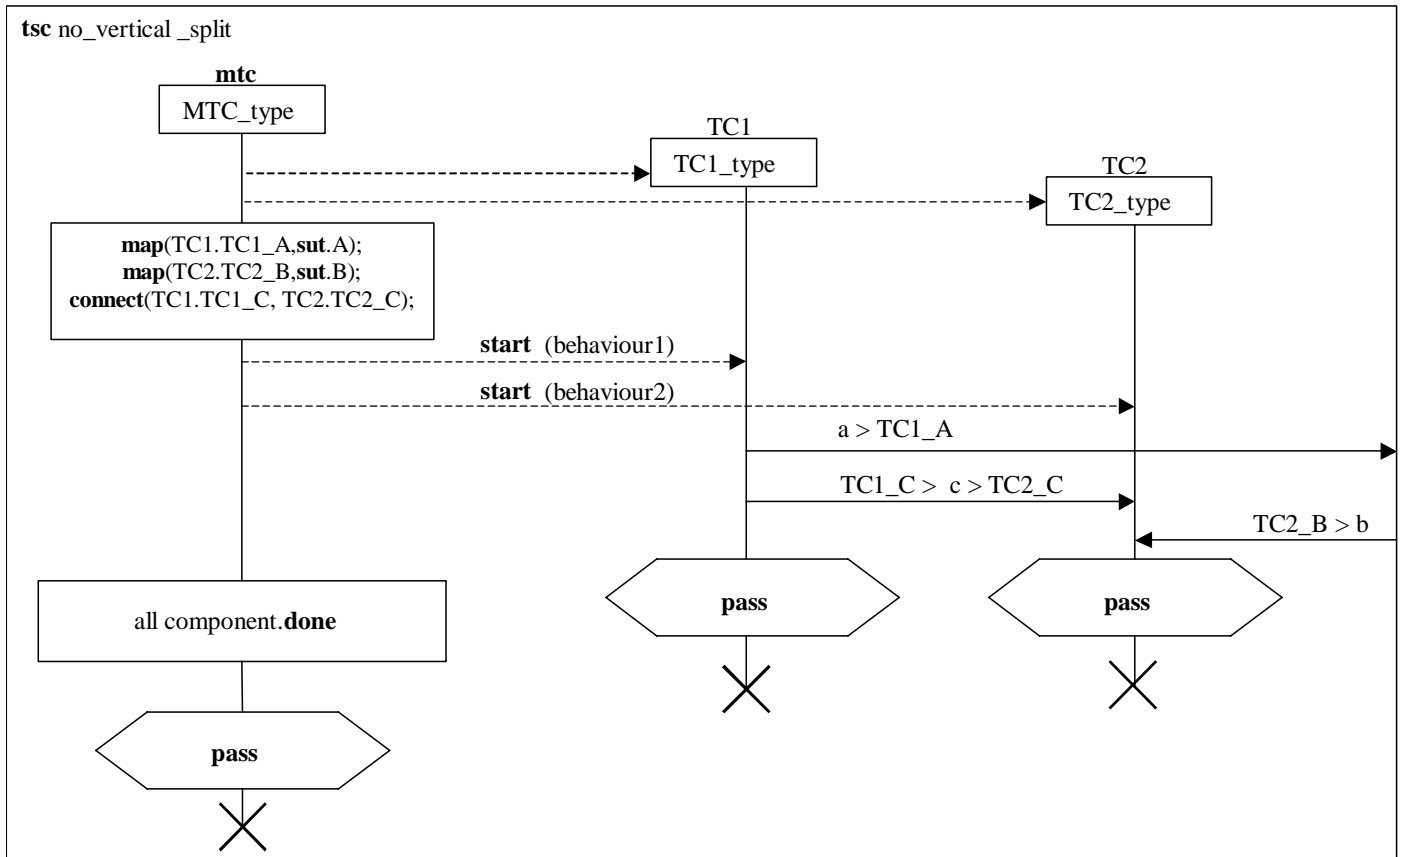 tsc no_vertical _split
mtc
MTC_type
TC1
TC1_type
TC2
TC2_type
map(TC1.TC1_A,sut.A);
map(TC2.TC2_B,sut.B);
connect(TC1.TC1_C, TC2.TC2_C);
start (behaviour1)
start (behaviour2)
a > TC1_A
TC1_C > c > TC2_C
TC2_B > b
all component.done
pass
pass
pass